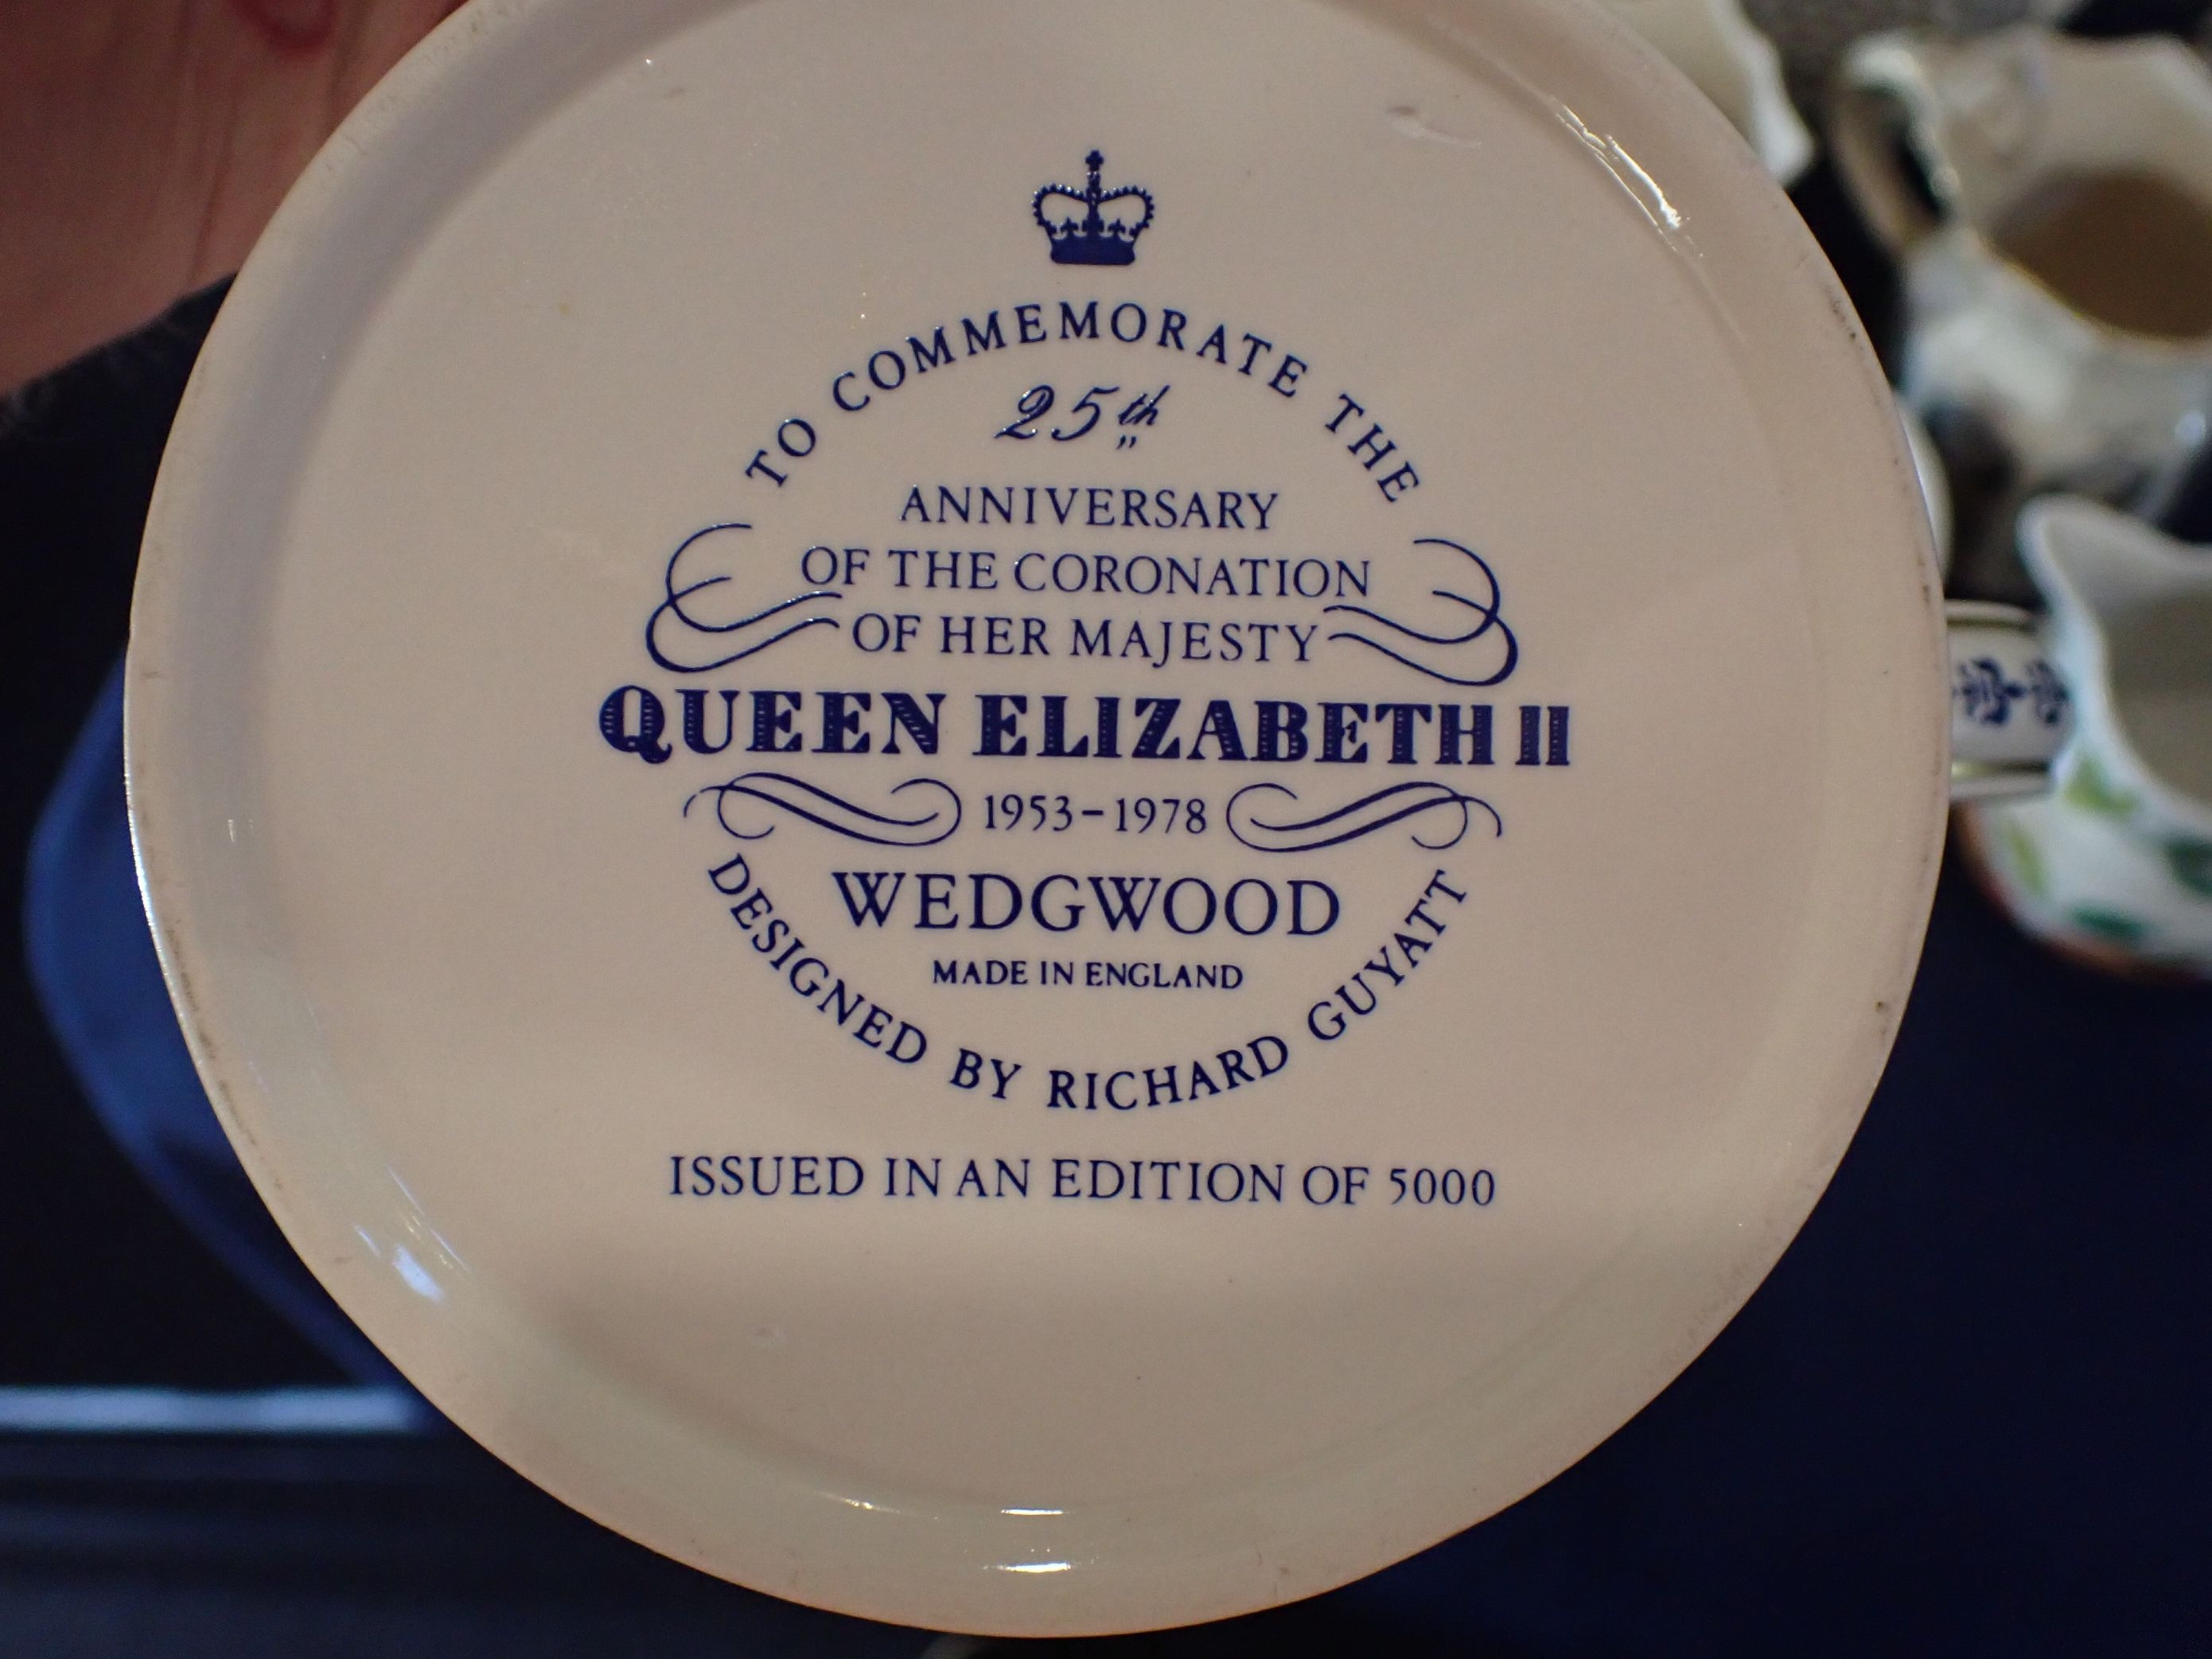 TO COMMEMORATE THE
25th
ANNIVERSARY
OF THE CORONATION
OF HER MAJESTY
QUEEN ELIZABETH II
1953-1978
WEDGWOOD
MADE IN ENGLAND
DESIGNED BY RICHARD GUYATT
ISSUED IN AN EDITION OF 5000